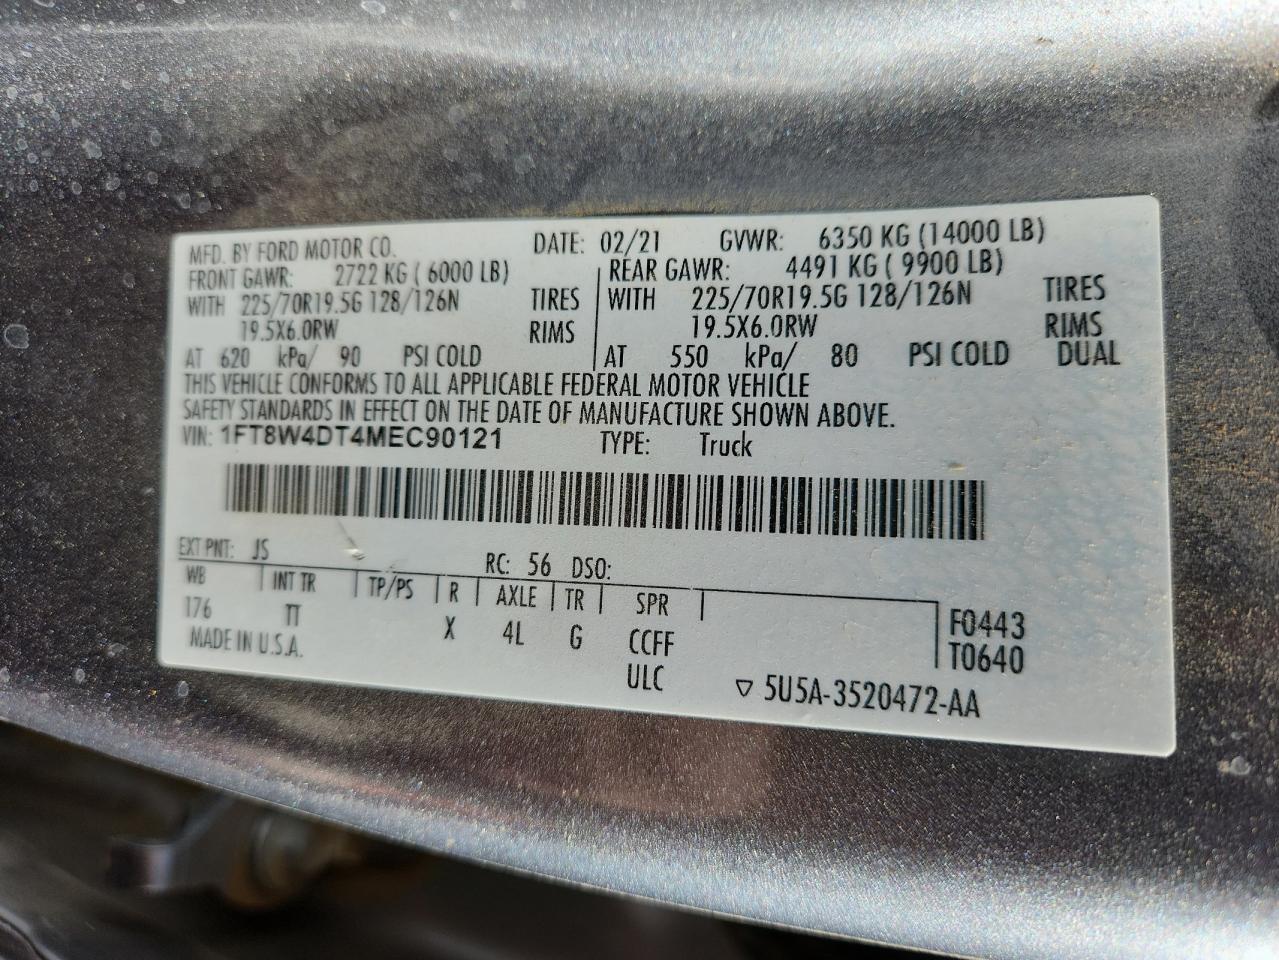 MFD. BY FORD MOTOR CO. DATE: 02/21 GVWR: 6350 KG (14000 LB)
FRONT GAWR: 2722 KG ( 6000 LB) REAR GAWR: 4491 KG ( 9900 LB)
WITH 225/70R19.5G 128/126N TIRES WITH 225/70R19.5G 128/126N TIRES
19.5X6.0RW RIMS 19.5X6.0RW RIMS
AT 620 kPa/ 90 PSI COLD AT 550 kPa/ 80 PSI COLD DUAL
THIS VEHICLE CONFORMS TO ALL APPLICABLE FEDERAL MOTOR VEHICLE
SAFETY STANDARDS IN EFFECT ON THE DATE OF MANUFACTURE SHOWN ABOVE.
VIN: 1FT8W4DT4MEC90121 TYPE: Truck
EXT PNT: JS RC: 56 DSO:
WB INT TR TP/PS R AXLE TR SPR
176 TT X 4L G CCFF F0443
MADE IN U.S.A. ULC T0640
5U5A-3520472-AA